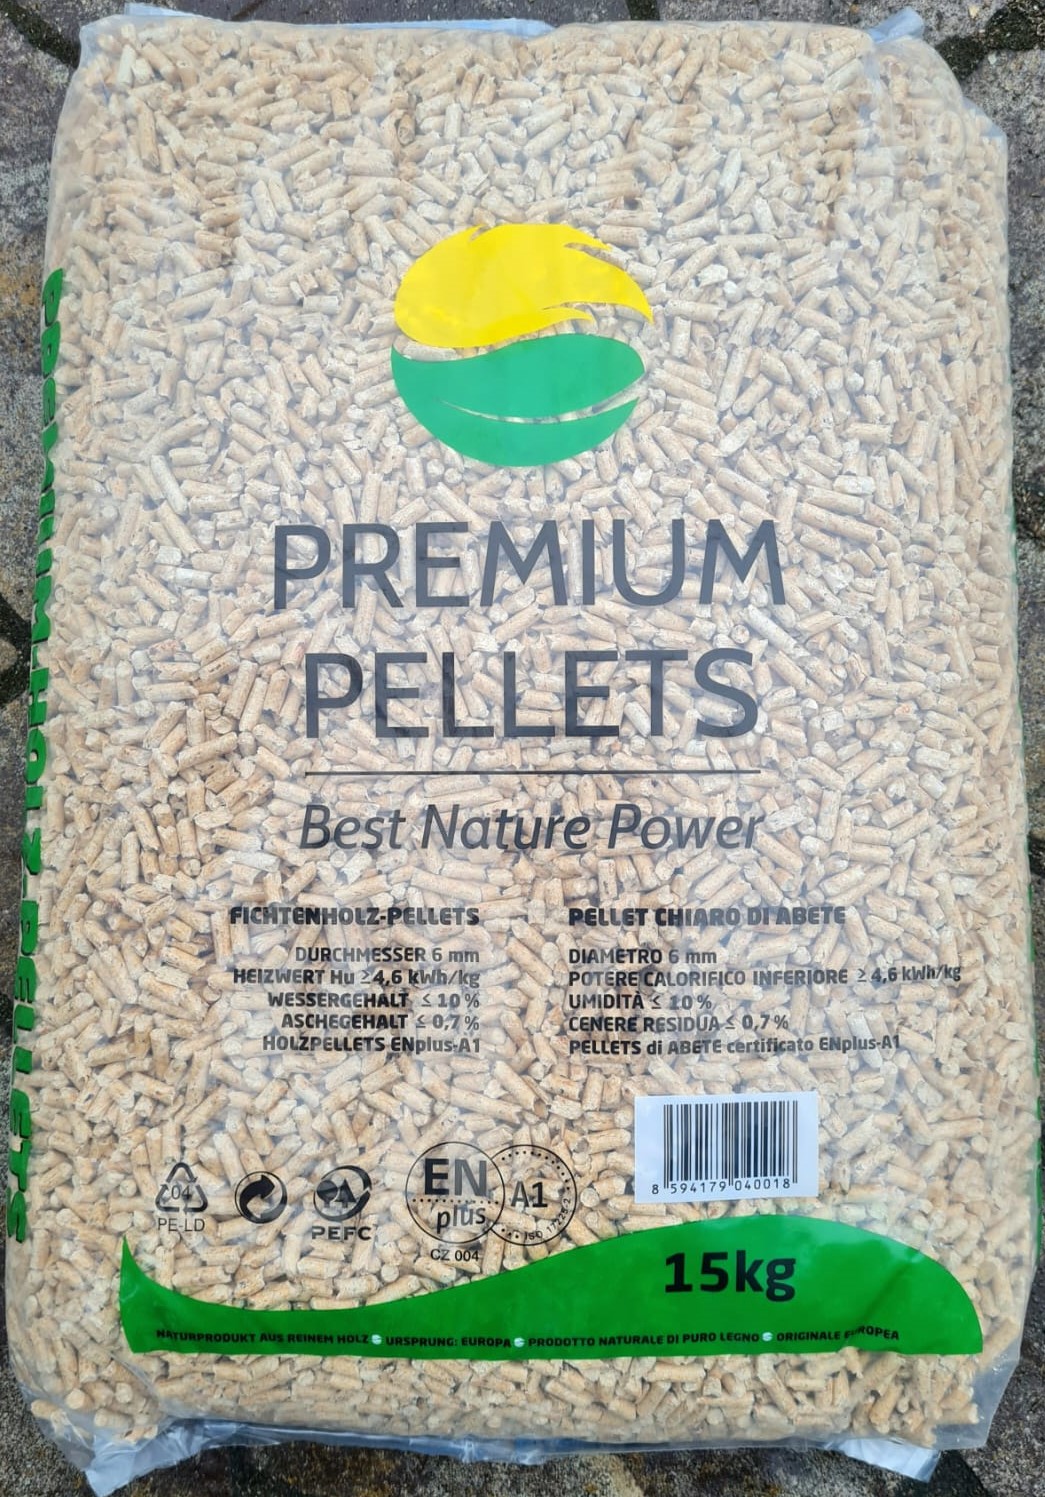 PREMIUM
PELLETS
Best Nature Power
FICHTENHOLZ-PELLETS
DURCHMESSER 6 mm
HEIZWERT Hu ≥4,6 kWh/kg
WESSERGEHALT ≤ 10 %
ASCHEGEHALT ≤ 0,7 %
HOLZPELLETS ENplus-A1
PELLET CHIARO DI ABETE
DIAMETRO 6 mm
POTERE CALORIFICO INFERIORE ≥ 4,6 kWh/kg
UMIDITÀ ≤ 10 %
CENERE RESIDUA ≤ 0,7 %
PELLETS di ABETE certificato ENplus-A1
8 594179 040018
04
PE-LD
PEFC
EN
plus
A1
ISO 17225-2
CZ 004
15kg
NATURPRODUKT AUS REINEM HOLZ URSPRUNG: EUROPA PRODOTTO NATURALE DI PURO LEGNO ORIGINALE EUROPEA
PREMIUM HOLZ PELLETS